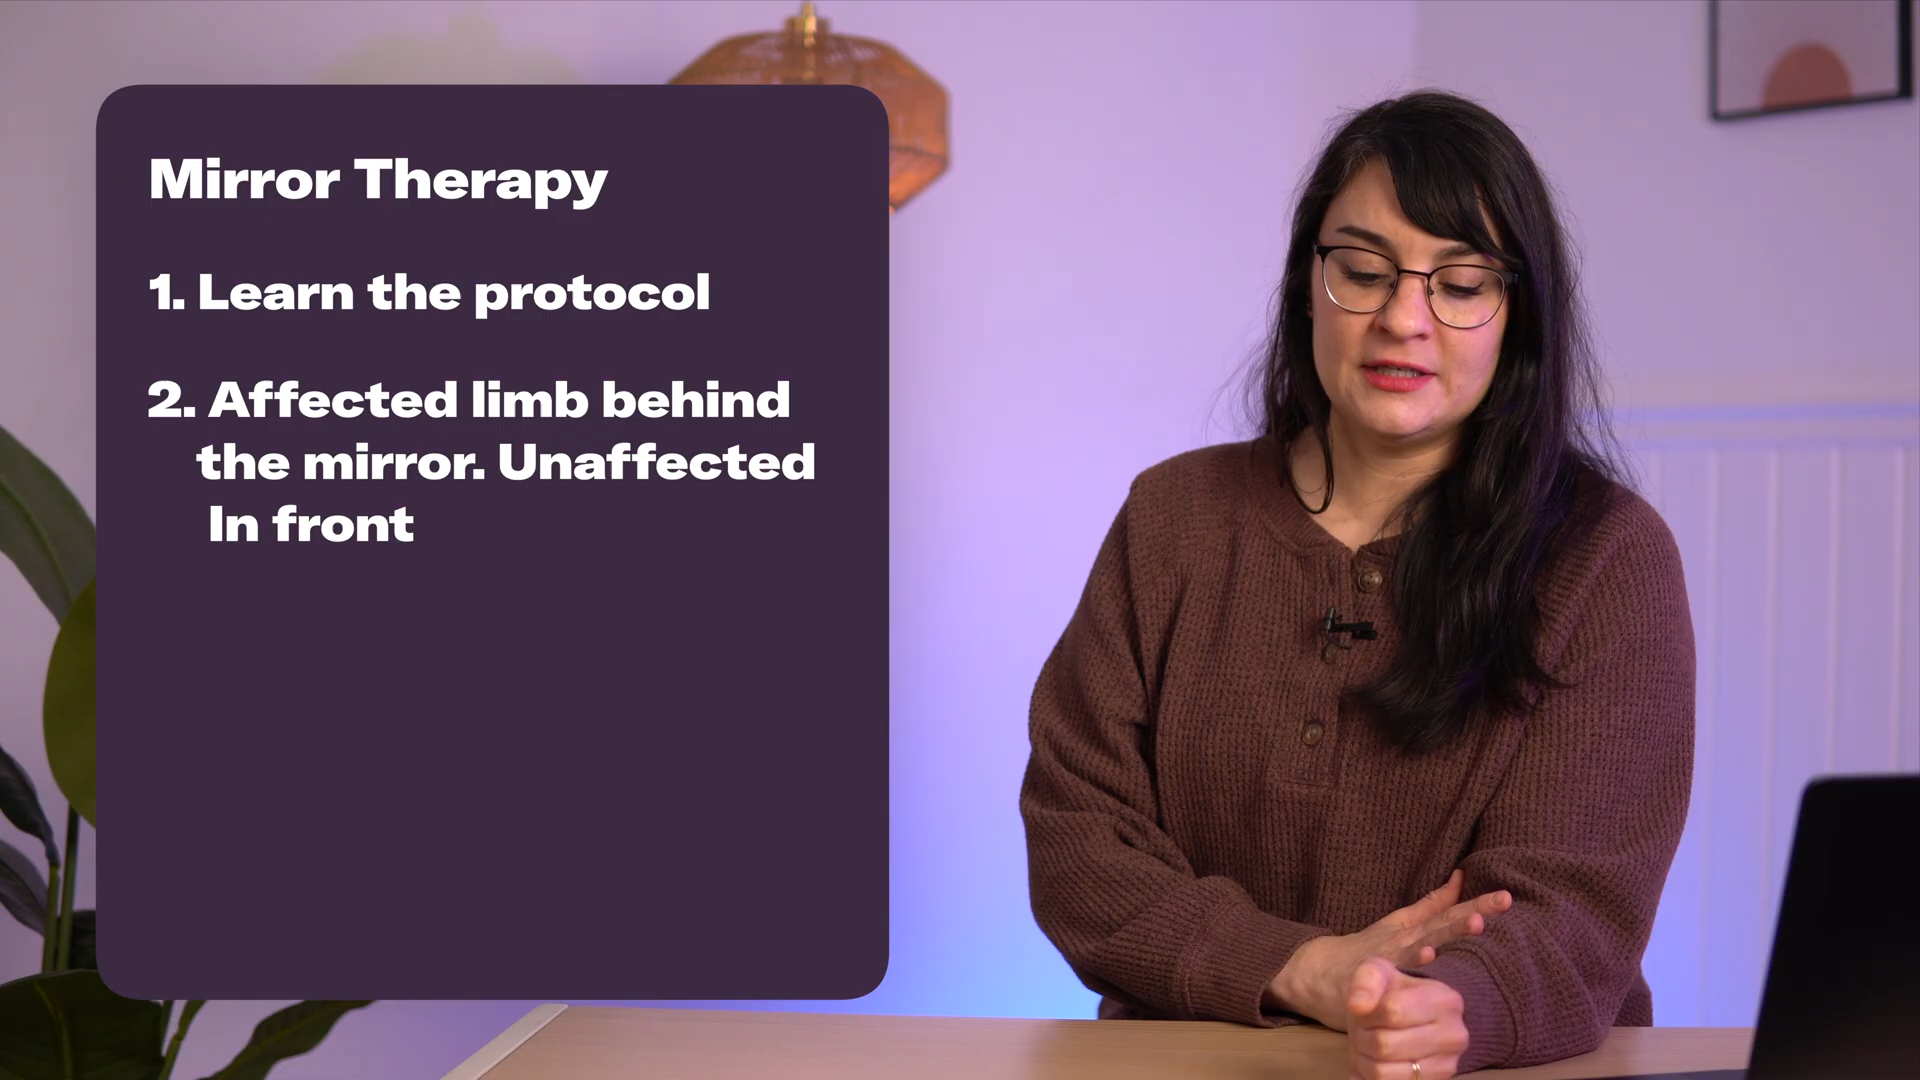 Mirror Therapy
1. Learn the protocol
2. Affected limb behind
the mirror. Unaffected
In front